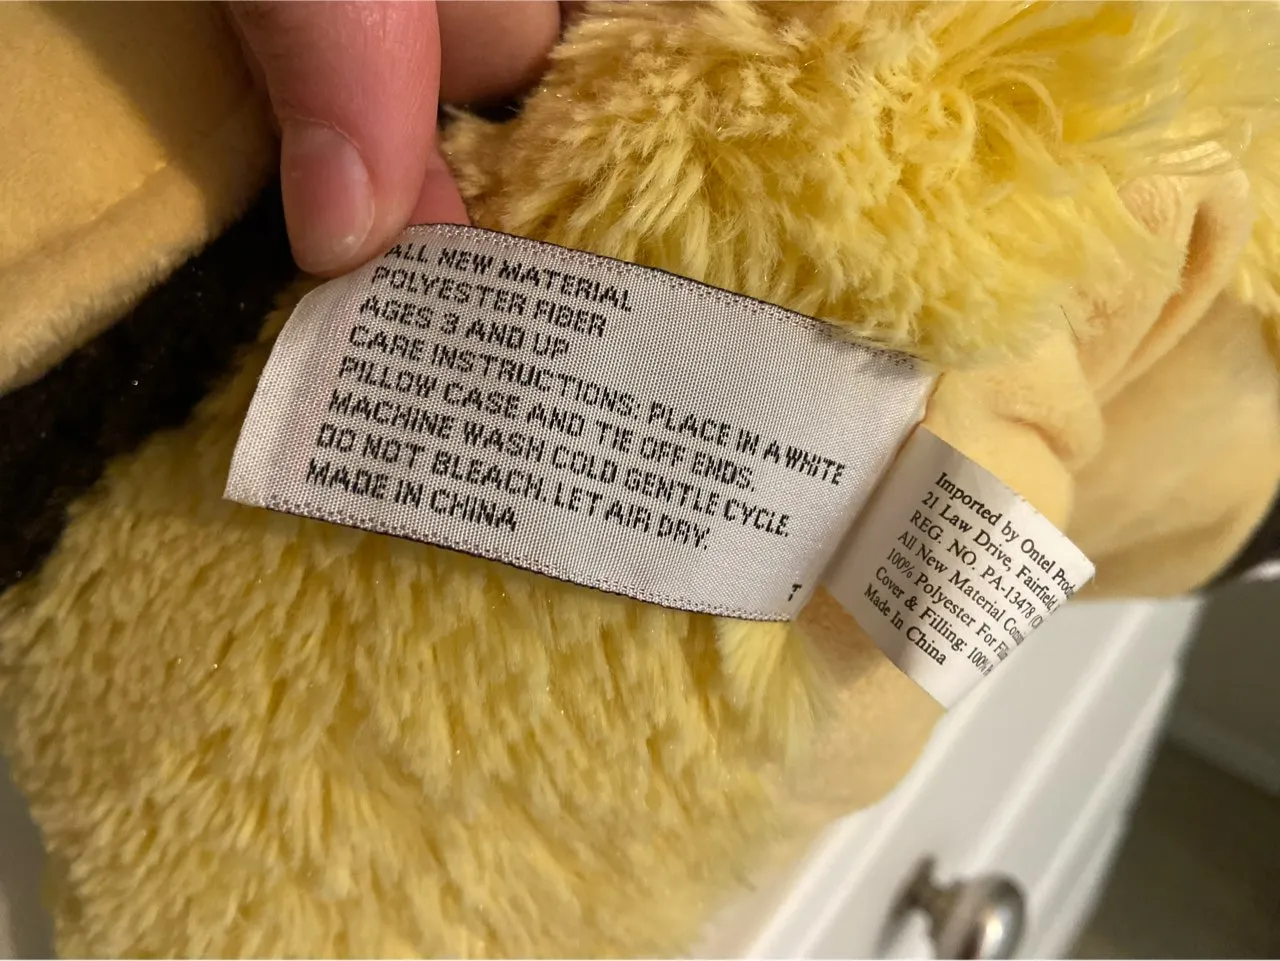 ALL NEW MATERIAL
POLYESTER FIBER
AGES 3 AND UP
CARE INSTRUCTIONS: PLACE IN A WHITE
PILLOW CASE AND TIE OFF ENDS.
MACHINE WASH COLD GENTLE CYCLE.
DO NOT BLEACH. LET AIR DRY.
MADE IN CHINA
T
Imported by Ontel
21 Law Drive, Fairfield,
REG. NO. PA-13478
All New Material
100% Polyester
Cover & Filling: 100%
Made In China